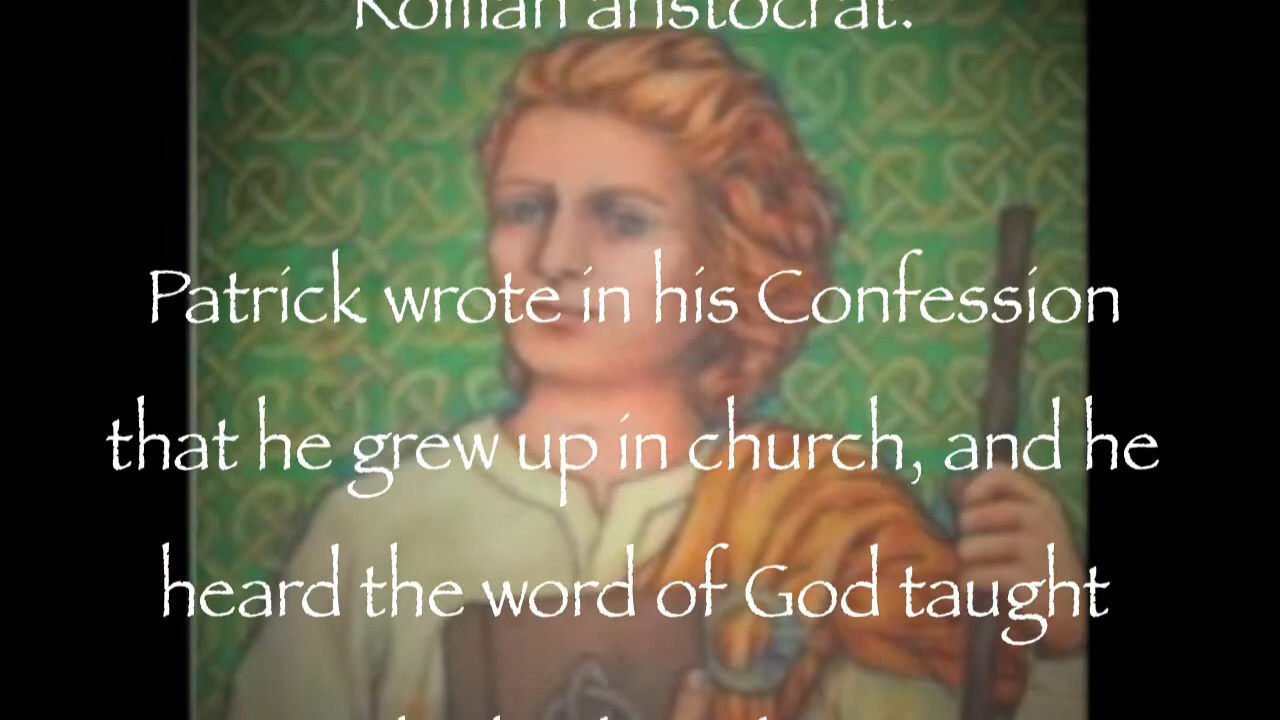 Roman aristocrat.
Patrick wrote in his Confession
that he grew up in church, and he
heard the word of God taught